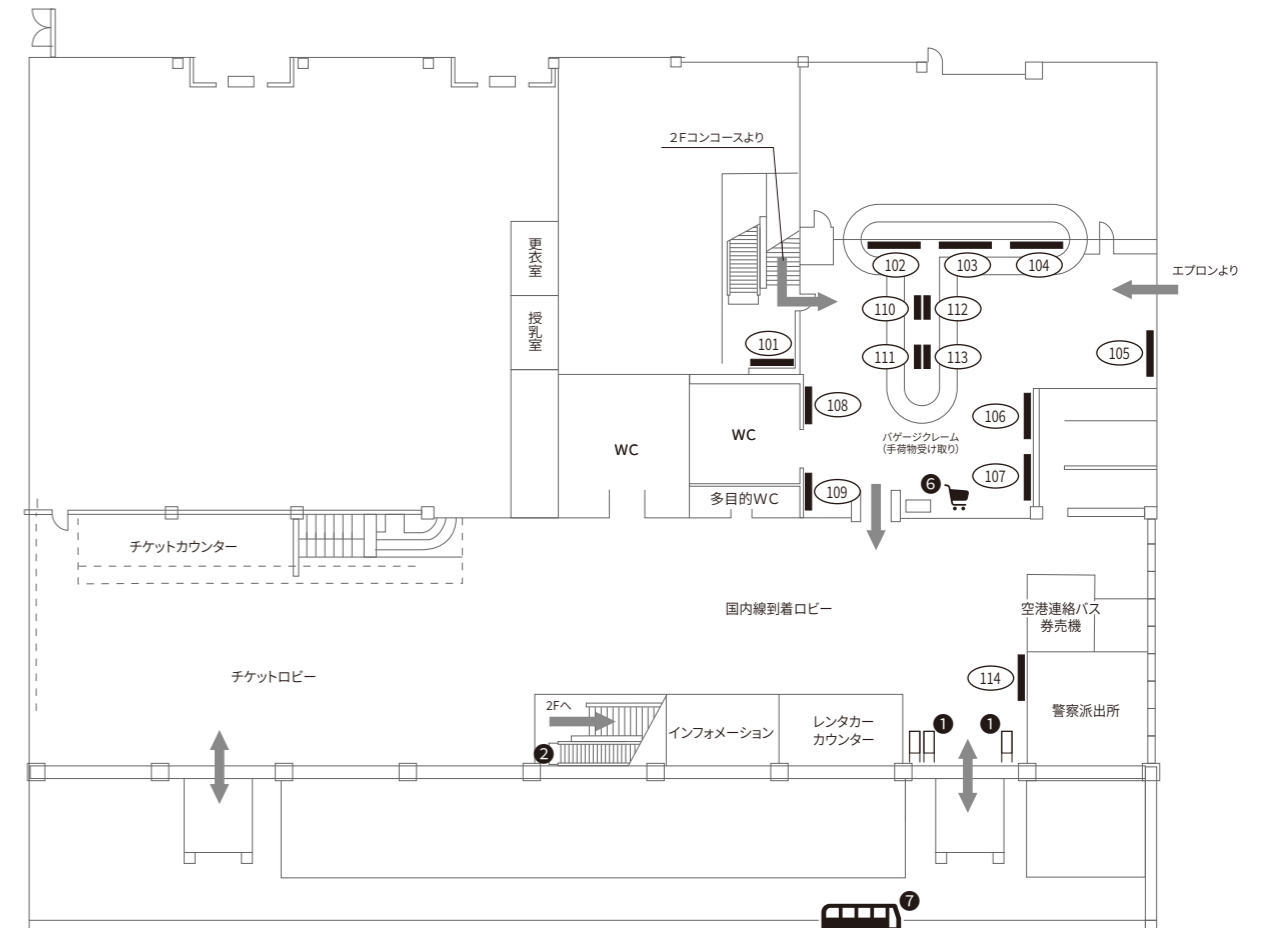 2Fコンコースより
更衣室
授乳室
エプロンより
102
103
104
110
112
111
113
101
105
108
106
109
107
バゲージクレーム
（手荷物受け取り）
6
WC
WC
多目的WC
チケットカウンター
国内線到着ロビー
空港連絡バス
券売機
チケットロビー
114
警察派出所
2Fへ
インフォメーション
レンタカー
カウンター
1
1
2
7